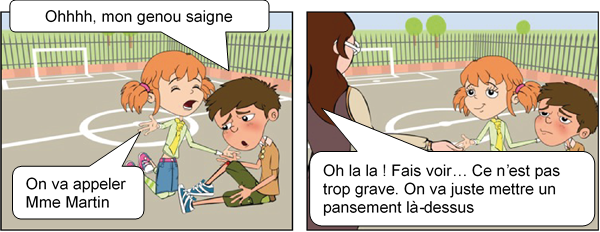 Ohhhh, mon genou saigne
On va appeler
Mme Martin
Oh la la ! Fais voir… Ce n'est pas
trop grave. On va juste mettre un
pansement là-dessus